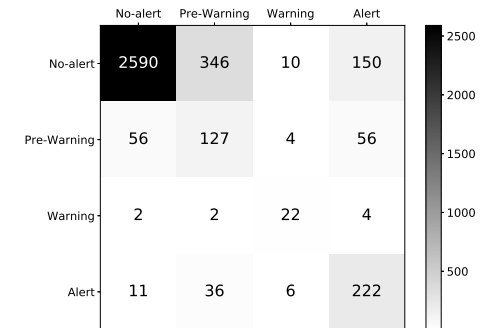 No-alert Pre-Warning Warning Alert
No-alert 2590 346 10 150
Pre-Warning 56 127 4 56
Warning 2 2 22 4
Alert 11 36 6 222
2500
2000
1500
1000
500